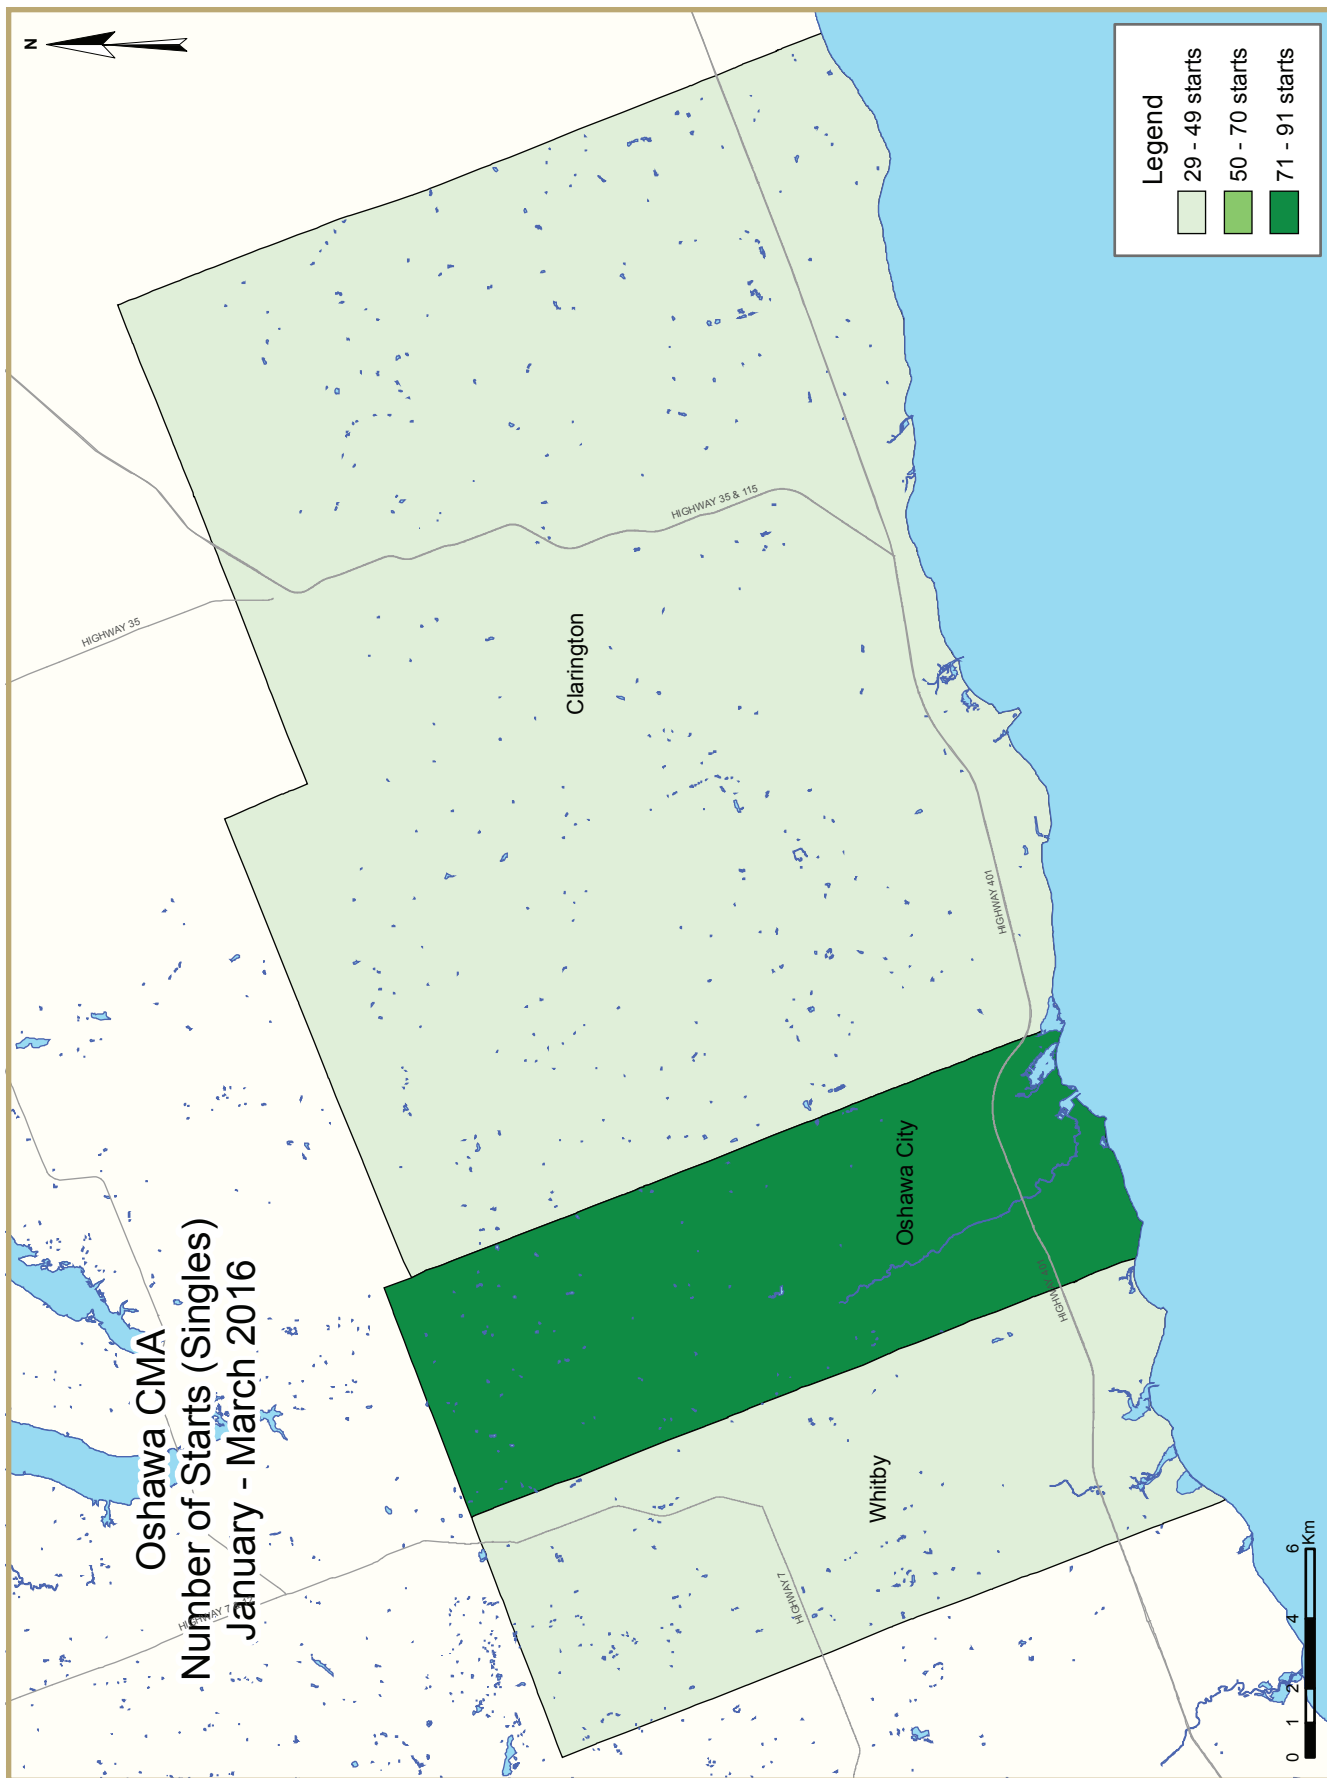 Oshawa CMA
Number of Starts (Singles)
January - March 2016
N
HIGHWAY 35
HIGHWAY 35 & 115
HIGHWAY 7
HIGHWAY 7
HIGHWAY 401
HIGHWAY 401
Clarington
Oshawa City
Whitby
Legend
29 - 49 starts
50 - 70 starts
71 - 91 starts
0 1 2 4 6
Km